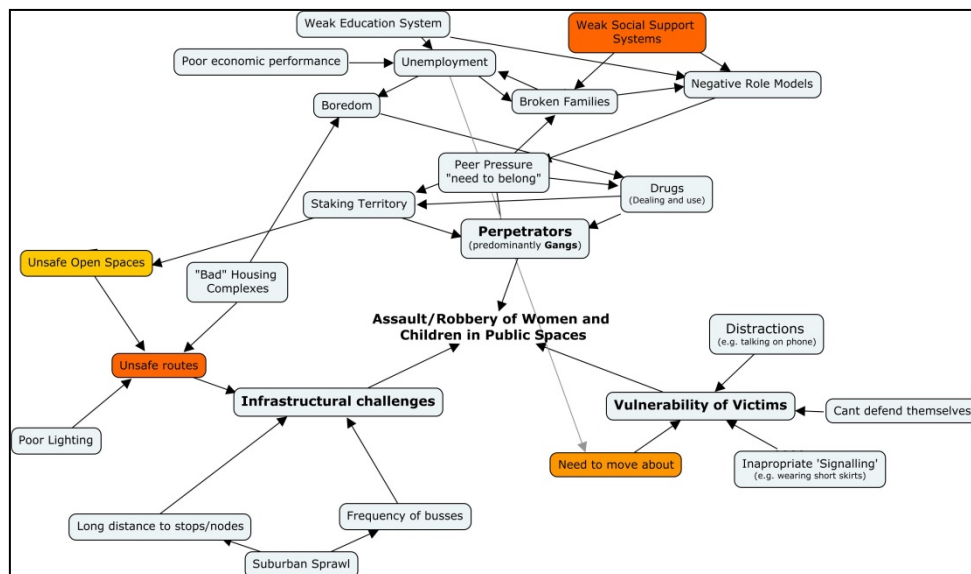 Weak Education System
Weak Social Support
Systems
Poor economic performance
Unemployment
Negative Role Models
Boredom
Broken Families
Peer Pressure
"need to belong"
Drugs
(Dealing and use)
Staking Territory
Perpetrators
(predominantly Gangs)
Unsafe Open Spaces
"Bad" Housing
Complexes
Assault/Robbery of Women and
Children in Public Spaces
Distractions
(e.g. talking on phone)
Unsafe routes
Infrastructural challenges
Vulnerability of Victims
Cant defend themselves
Poor Lighting
Need to move about
Inapropriate 'Signalling'
(e.g. wearing short skirts)
Long distance to stops/nodes
Frequency of busses
Suburban Sprawl